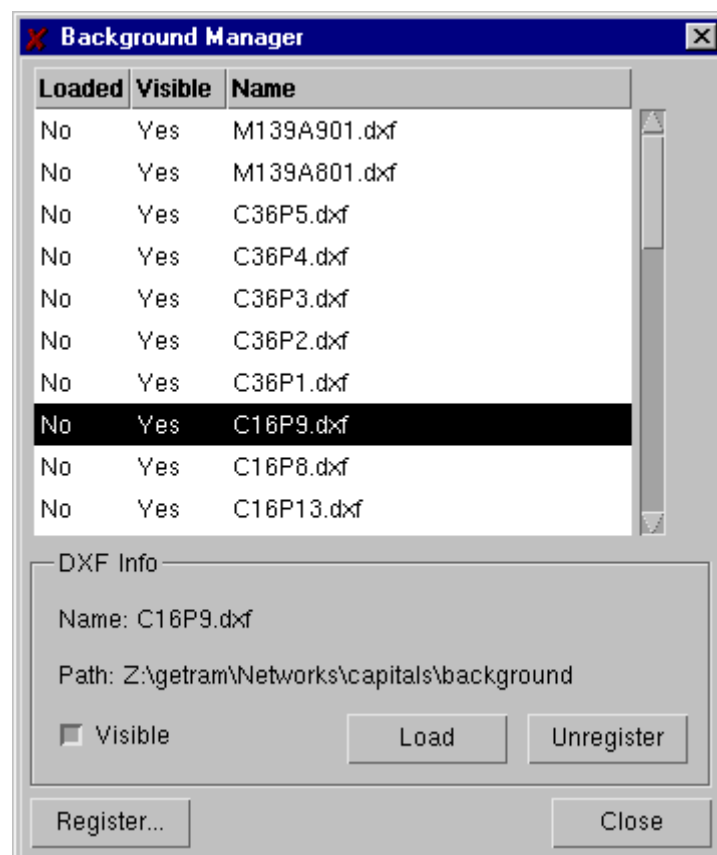 Background Manager
Loaded Visible Name
No Yes M139A901.dxf
No Yes M139A801.dxf
No Yes C36P5.dxf
No Yes C36P4.dxf
No Yes C36P3.dxf
No Yes C36P2.dxf
No Yes C36P1.dxf
No Yes C16P9.dxf
No Yes C16P8.dxf
No Yes C16P13.dxf
DXF Info
Name: C16P9.dxf
Path: Z:\getram\Networks\capitals\background
Visible Load Unregister
Register... Close